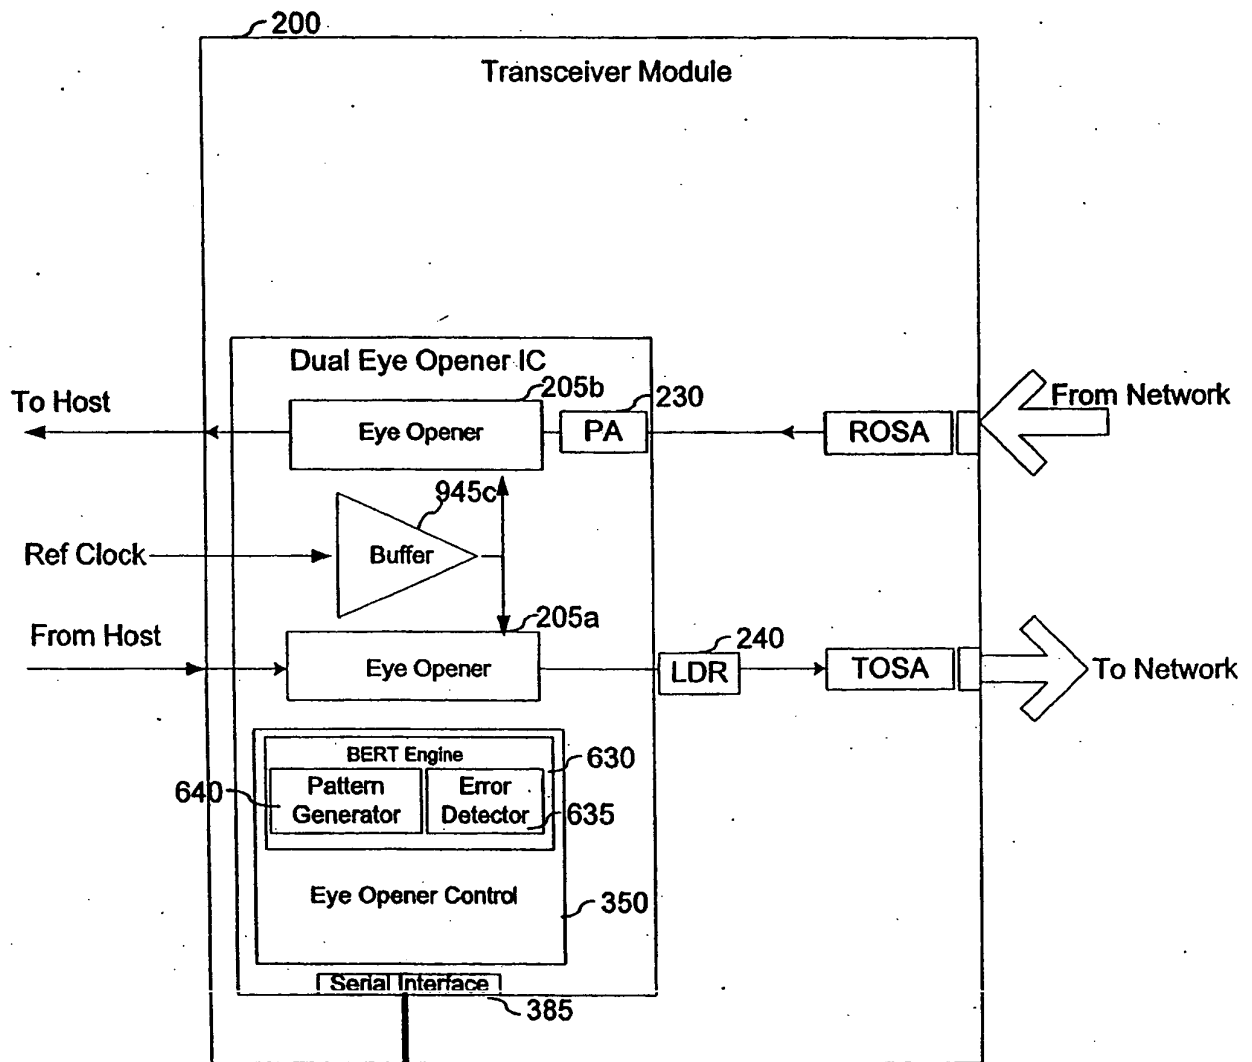 200
Transceiver Module
Dual Eye Opener IC
205b
230
To Host
Eye Opener
PA
ROSA
From Network
945c
Ref Clock
Buffer
205a
From Host
240
Eye Opener
LDR
TOSA
To Network
BERT Engine
630
640
Pattern
Generator
Error
Detector
635
Eye Opener Control
350
Serial Interface
385